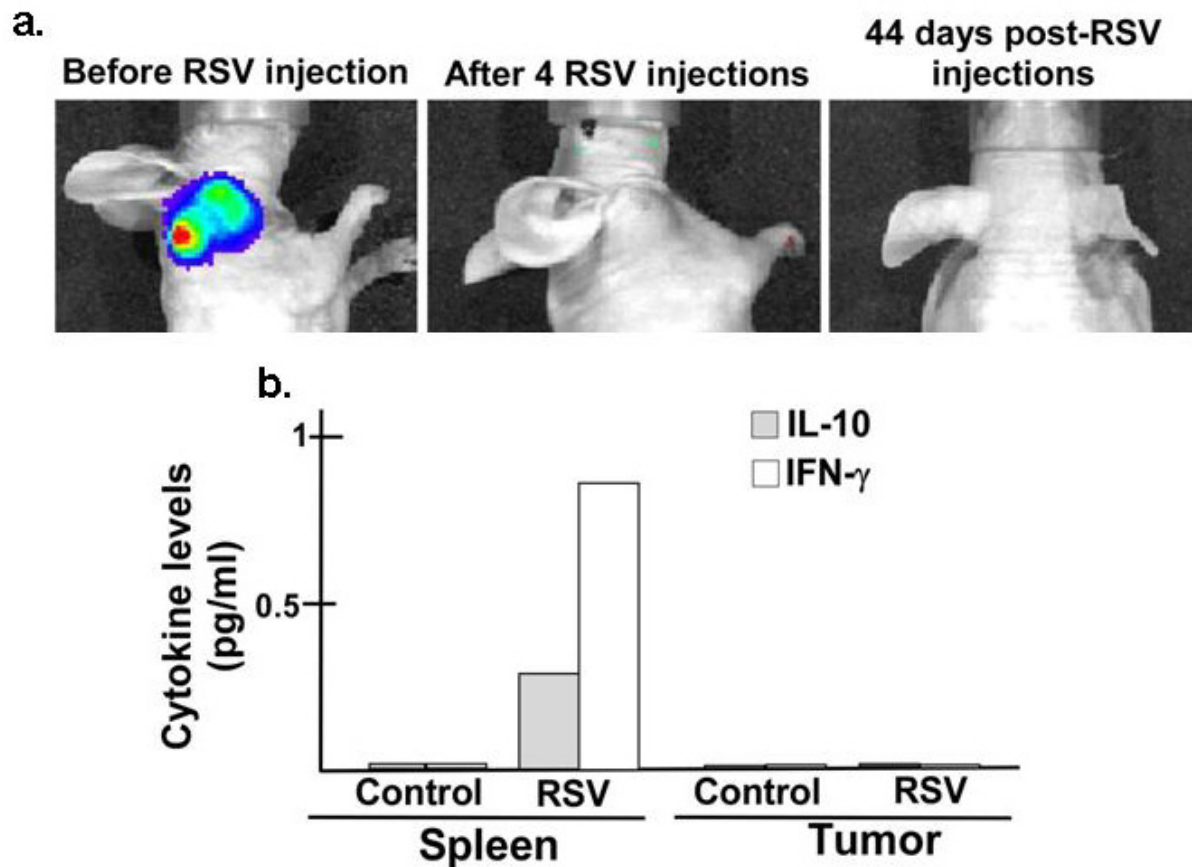 a.
Before RSV injection
After 4 RSV injections
44 days post-RSV
injections
b.
1
0.5
Cytokine levels
(pg/ml)
IL-10
IFN-γ
Control
RSV
Control
RSV
Spleen
Tumor